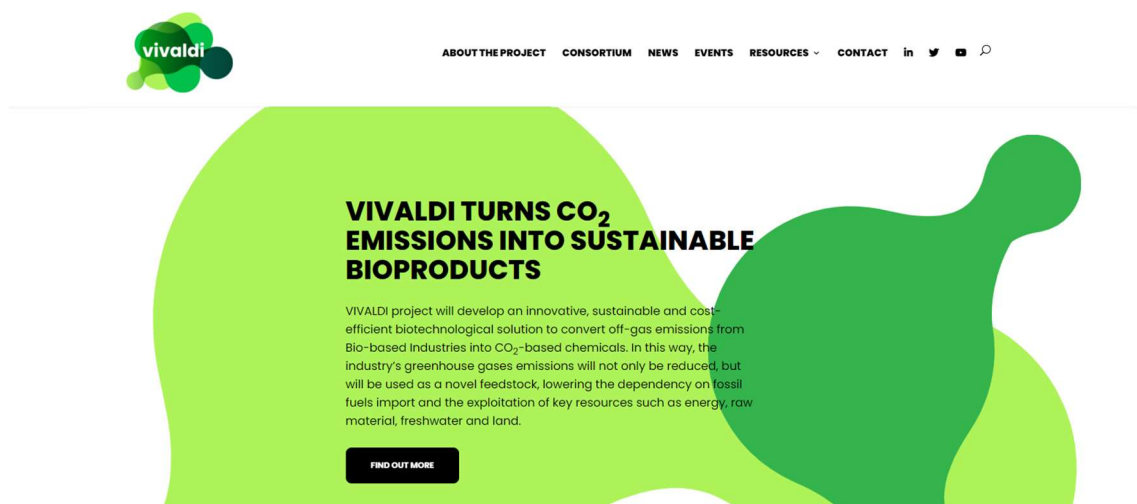 vivaldi
ABOUT THE PROJECT CONSORTIUM NEWS EVENTS RESOURCES CONTACT
VIVALDI TURNS CO₂
EMISSIONS INTO SUSTAINABLE
BIOPRODUCTS
VIVALDI project will develop an innovative, sustainable and cost-
efficient biotechnological solution to convert off-gas emissions from
Bio-based Industries into CO₂-based chemicals. In this way, the
industry's greenhouse gases emissions will not only be reduced, but
will be used as a novel feedstock, lowering the dependency on fossil
fuels import and the exploitation of key resources such as energy, raw
material, freshwater and land.
FIND OUT MORE